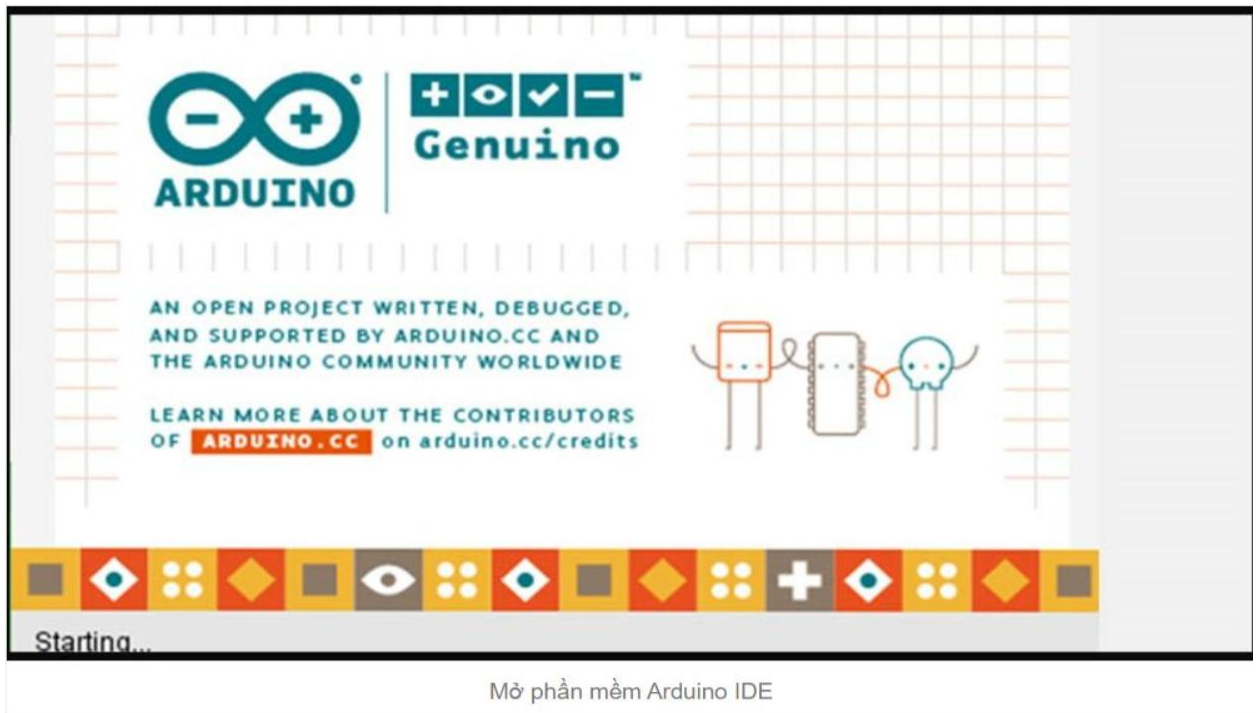 ARDUINO
Genuino
AN OPEN PROJECT WRITTEN, DEBUGGED,
AND SUPPORTED BY ARDUINO.CC AND
THE ARDUINO COMMUNITY WORLDWIDE
LEARN MORE ABOUT THE CONTRIBUTORS
OF ARDUINO.CC on arduino.cc/credits
Starting...
Mở phần mềm Arduino IDE